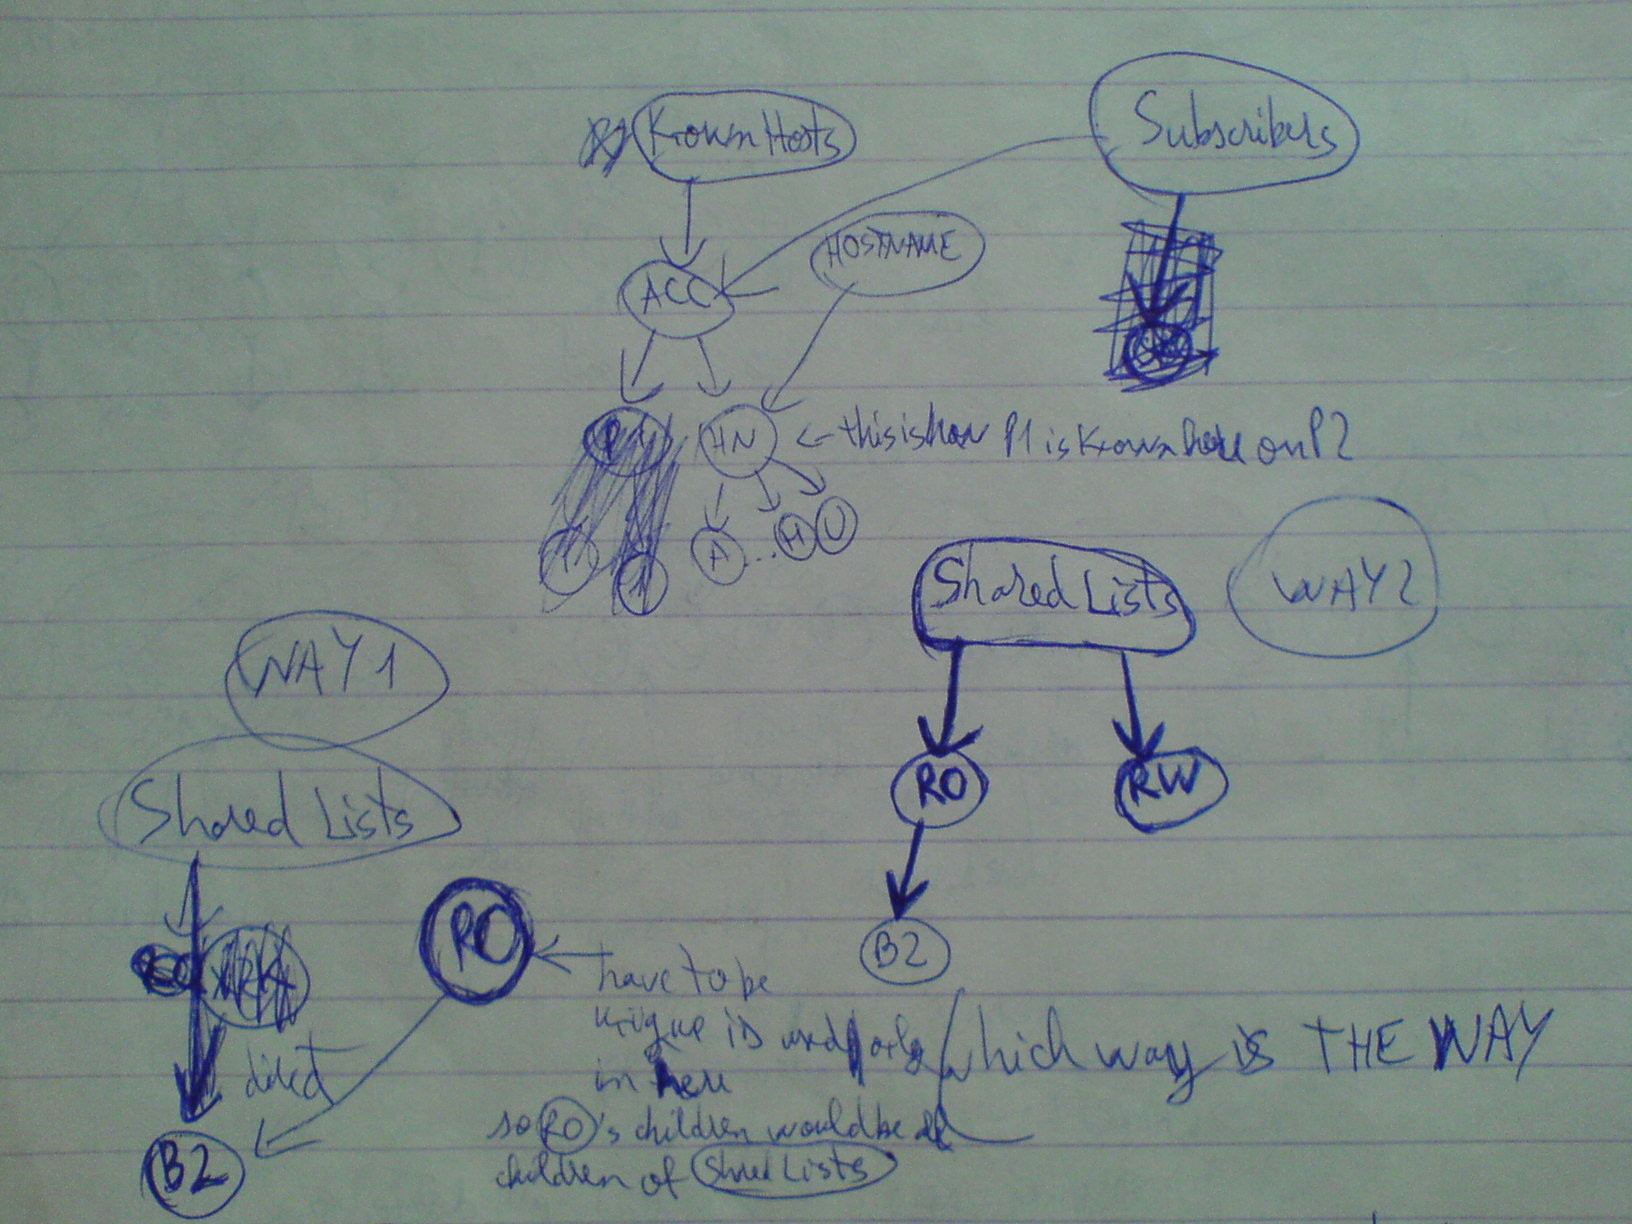 Known Hosts
Subscribers
HOSTNAME
ACC
HN
← this is how P1 is known here on P2
A ... H U
Shared Lists
WAY 2
WAY 1
RO
RW
Shared Lists
RO
B2
← have to be
unique ID used only
in here
direct
which way is THE WAY
so RO's children would be all
children of Shared Lists
B2